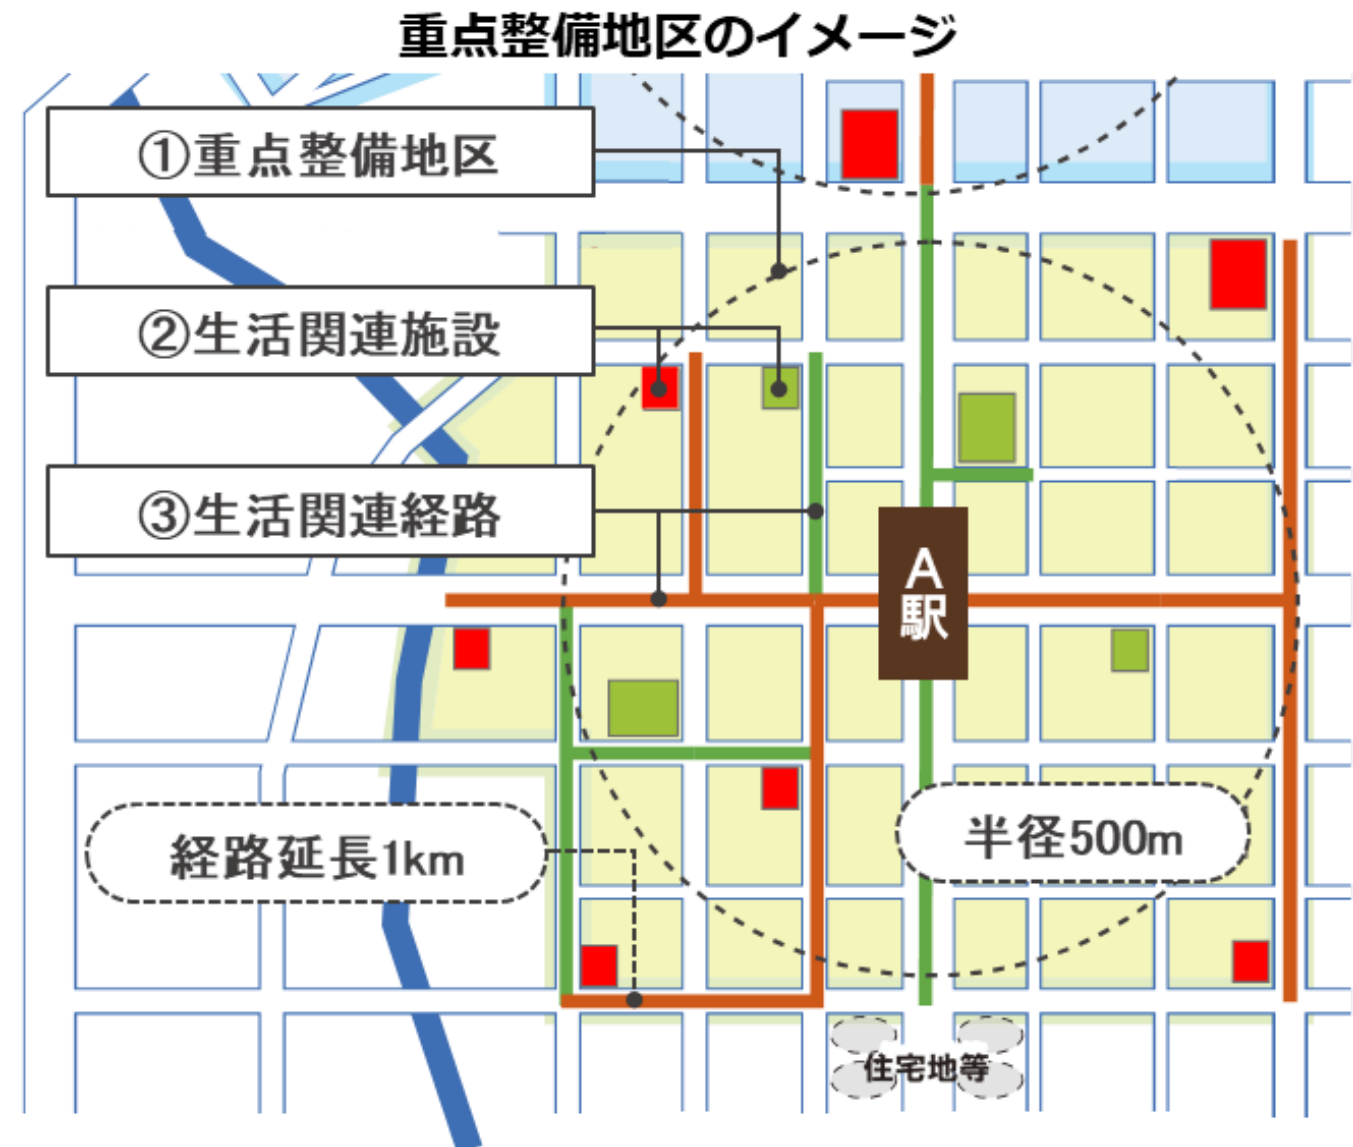 重点整備地区のイメージ
①重点整備地区
②生活関連施設
③生活関連経路
A
駅
経路延長1km
半径500m
住宅地等